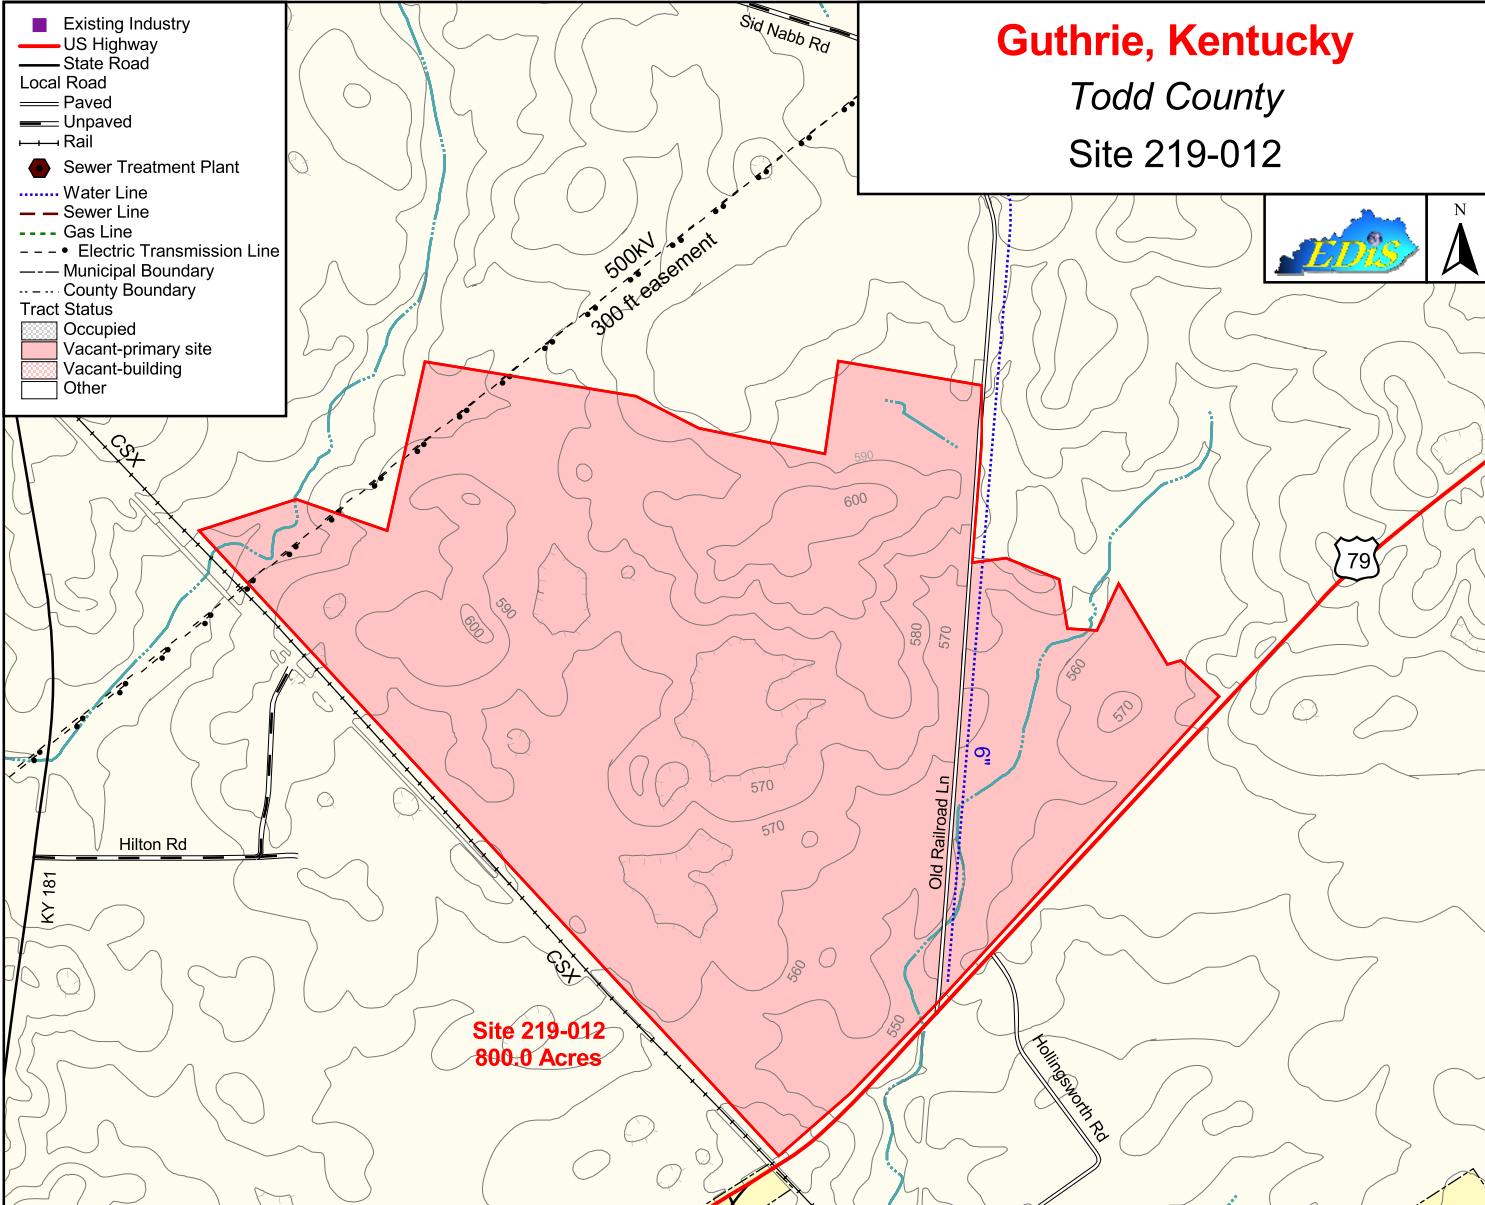 Existing Industry
US Highway
State Road
Local Road
Paved
Unpaved
Rail
Sewer Treatment Plant
Water Line
Sewer Line
Gas Line
Electric Transmission Line
Municipal Boundary
County Boundary
Tract Status
Occupied
Vacant-primary site
Vacant-building
Other
Guthrie, Kentucky
Todd County
Site 219-012
EDiS
N
Sid Nabb Rd
500kV
300 ft easement
CSX
590
600
79
590
600
580
570
560
570
6"
570
570
Old Railroad Ln
Hilton Rd
KY 181
CSX
560
550
Site 219-012
800.0 Acres
Hollingsworth Rd